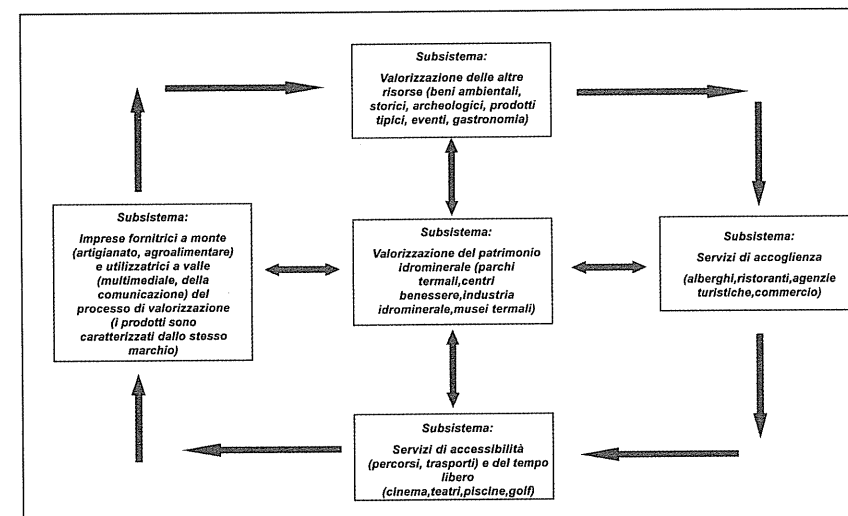 Subsistema:
Valorizzazione delle altre
risorse (beni ambientali,
storici, archeologici, prodotti
tipici, eventi, gastronomia)
Subsistema:
Imprese fornitrici a monte
(artigianato, agroalimentare)
e utilizzatrici a valle
(multimediale, della
comunicazione) del
processo di valorizzazione
(i prodotti sono
caratterizzati dallo stesso
marchio)
Subsistema:
Valorizzazione del patrimonio
idrominerale (parchi
termali,centri
benessere,industria
idrominerale,musei termali)
Subsistema:
Servizi di accoglienza
(alberghi,ristoranti,agenzie
turistiche,commercio)
Subsistema:
Servizi di accessibilità
(percorsi, trasporti) e del tempo
libero
(cinema,teatri,piscine,golf)